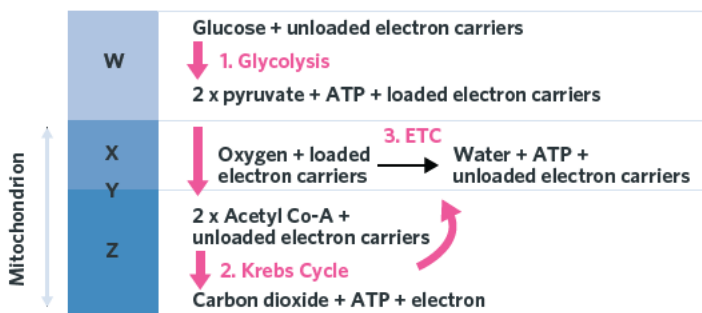 Glucose + unloaded electron carriers
W
1. Glycolysis
2 x pyruvate + ATP + loaded electron carriers
Mitochondrion
3. ETC
X
Oxygen + loaded
electron carriers
Water + ATP +
unloaded electron carriers
Y
2 x Acetyl Co-A +
unloaded electron carriers
Z
2. Krebs Cycle
Carbon dioxide + ATP + electron